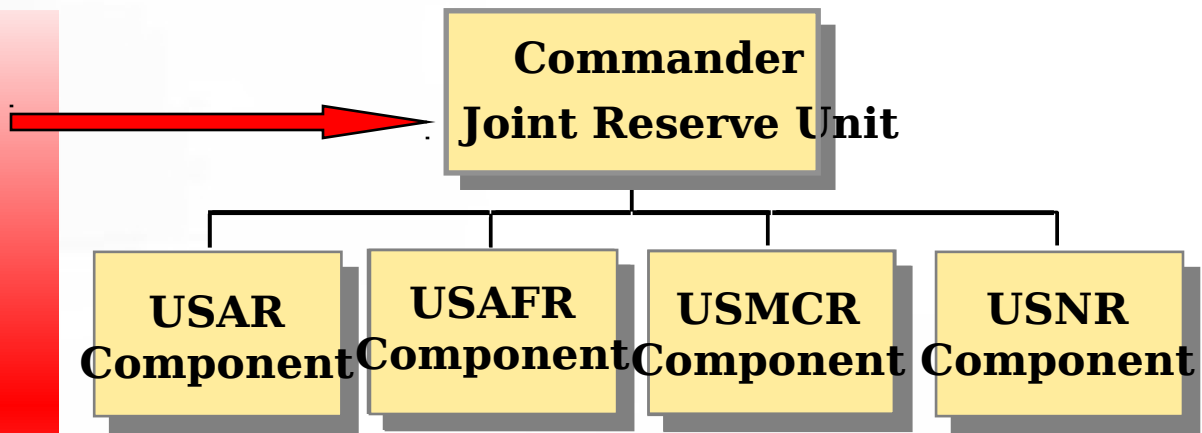 Commander
Joint Reserve Unit
USAR
Component
USAFR
Component
USMCR
Component
USNR
Component